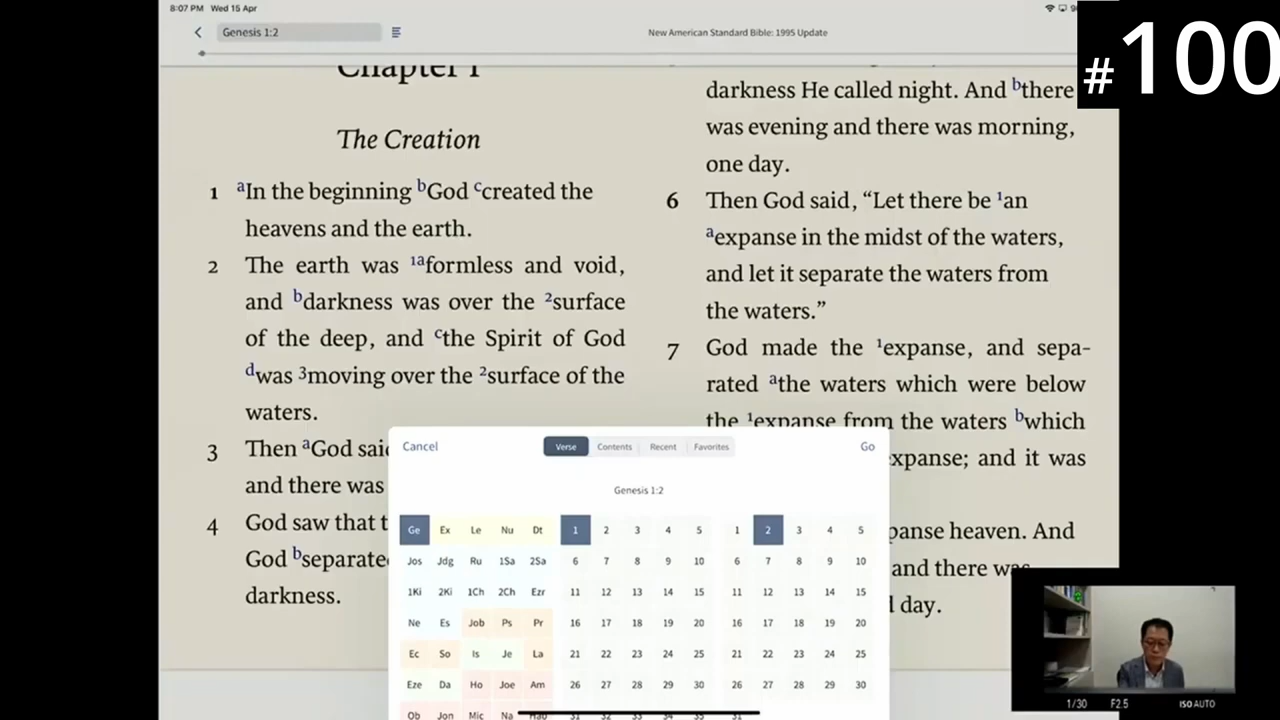 8:07 PM Wed 15 Apr
Genesis 1:2
New American Standard Bible: 1995 Update
#100
Chapter 1
The Creation
1 aIn the beginning bGod ccreated the
heavens and the earth.
2 The earth was 1aformless and void,
and bdarkness was over the 2surface
of the deep, and cthe Spirit of God
dwas 3moving over the 2surface of the
waters.
3 Then aGod said
and there was
4 God saw that t
God bseparate
darkness.
darkness He called night. And bthere
was evening and there was morning,
one day.
6 Then God said, “Let there be 1an
aexpanse in the midst of the waters,
and let it separate the waters from
the waters.”
7 God made the 1expanse, and sepa-
rated athe waters which were below
the 1expanse from the waters bwhich
expanse; and it was
panse heaven. And
and there was
d day.
Cancel Verse Contents Recent Favorites Go
Genesis 1:2
Ge Ex Le Nu Dt 1 2 3 4 5 1 2 3 4 5
Jos Jdg Ru 1Sa 2Sa 6 7 8 9 10 6 7 8 9 10
1Ki 2Ki 1Ch 2Ch Ezr 11 12 13 14 15 11 12 13 14 15
Ne Es Job Ps Pr 16 17 18 19 20 16 17 18 19 20
Ec So Is Je La 21 22 23 24 25 21 22 23 24 25
Eze Da Ho Joe Am 26 27 28 29 30 26 27 28 29 30
Ob Jon Mic Na Hab 31 32 33 34 35 31
1/30 F2.5 ISO AUTO